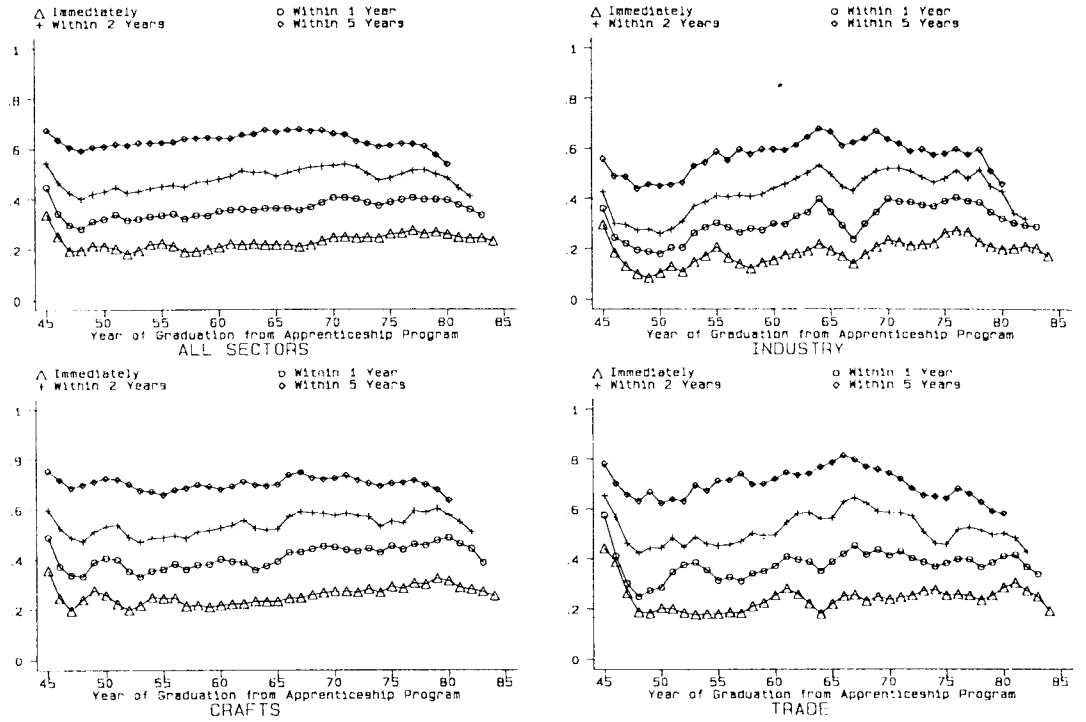 Immediately
Within 1 Year
Within 2 Years
Within 5 Years
1
.8
.6
.4
.2
0
45 50 55 60 65 70 75 80 85
Year of Graduation from Apprenticeship Program
ALL SECTORS
Immediately
Within 1 Year
Within 2 Years
Within 5 Years
1
.8
.6
.4
.2
0
45 50 55 60 65 70 75 80 85
Year of Graduation from Apprenticeship Program
INDUSTRY
Immediately
Within 1 Year
Within 2 Years
Within 5 Years
1
.6
.4
.2
0
45 50 55 60 65 70 75 80 85
Year of Graduation from Apprenticeship Program
CRAFTS
Immediately
Within 1 Year
Within 2 Years
Within 5 Years
1
.8
.6
.4
.2
0
45 50 55 60 65 70 75 80 85
Year of Graduation from Apprenticeship Program
TRADE